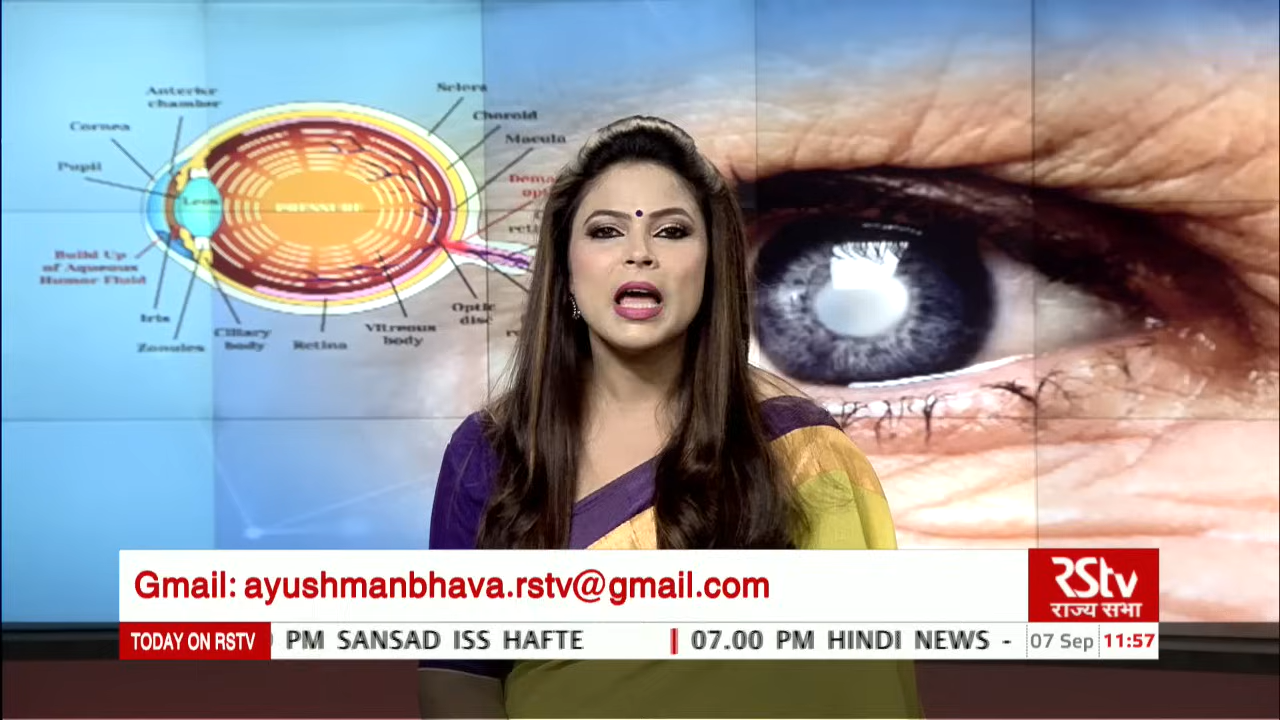 Anterior
chamber
Sclera
Choroid
Cornea
Macula
Pupil
Lens
PRESSURE
Build Up
of Aqueous
Humor Fluid
Iris
Zonules
Ciliary
body
Retina
Vitreous
body
Optic
disc
Gmail: ayushmanbhava.rstv@gmail.com
RStv
राज्य सभा
TODAY ON RSTV
PM SANSAD ISS HAFTE
07.00 PM HINDI NEWS -
07 Sep
11:57